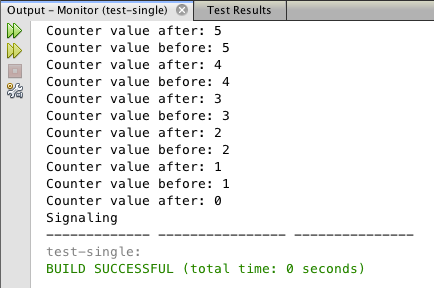 Output – Monitor (test-single)
Test Results
Counter value after: 5
Counter value before: 5
Counter value after: 4
Counter value before: 4
Counter value after: 3
Counter value before: 3
Counter value after: 2
Counter value before: 2
Counter value after: 1
Counter value before: 1
Counter value after: 0
Signaling
------------- ---------------- ---------------
test-single:
BUILD SUCCESSFUL (total time: 0 seconds)